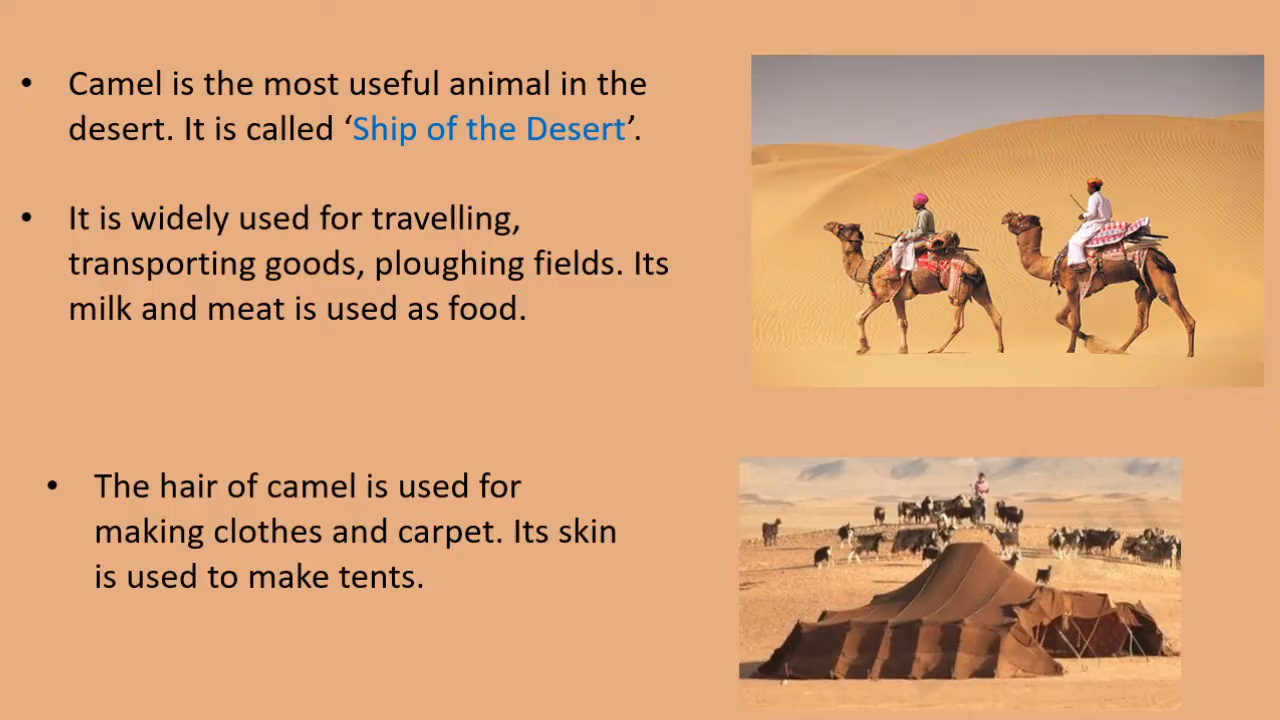 • Camel is the most useful animal in the
desert. It is called ‘Ship of the Desert’.
• It is widely used for travelling,
transporting goods, ploughing fields. Its
milk and meat is used as food.
• The hair of camel is used for
making clothes and carpet. Its skin
is used to make tents.